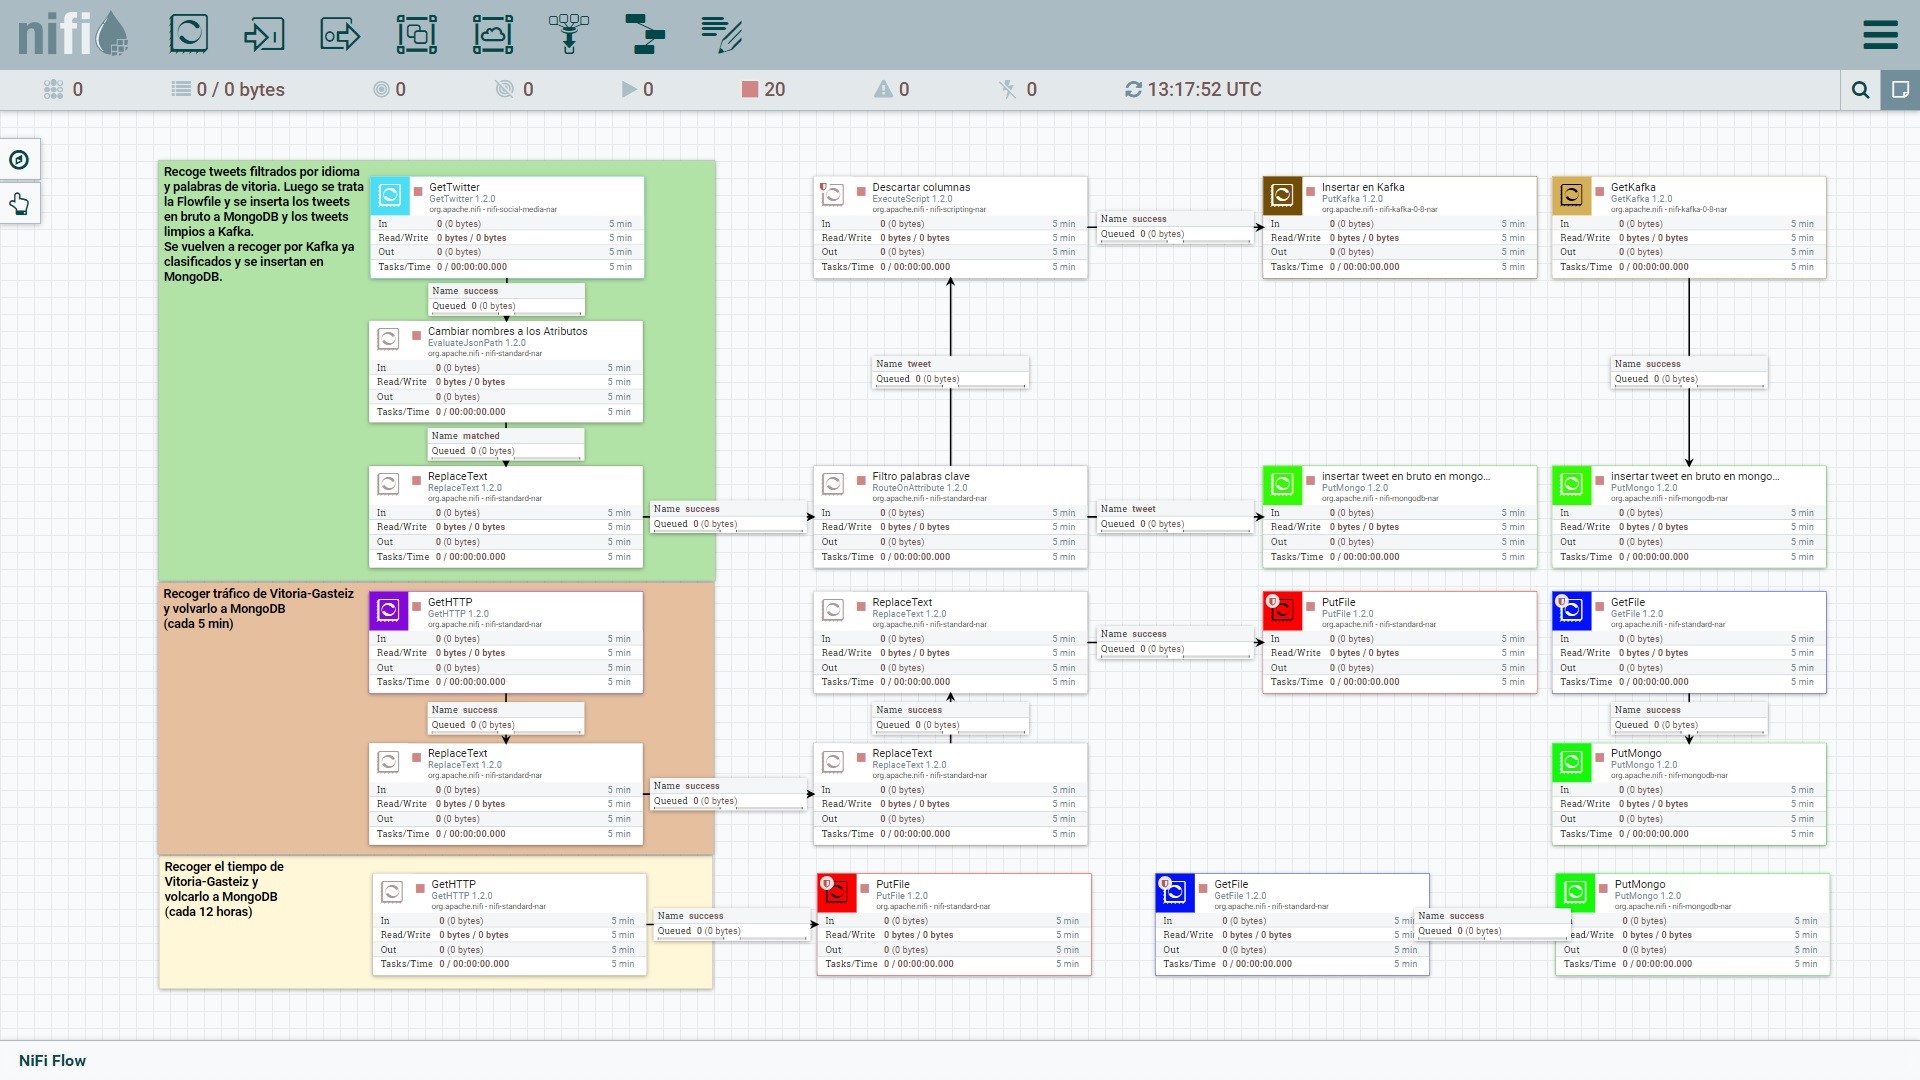 nifi
0
0 / 0 bytes
0
0
0
20
0
0
13:17:52 UTC
Recoge tweets filtrados por idioma
y palabras de vitoria. Luego se trata
la Flowfile y se inserta los tweets
en bruto a MongoDB y los tweets
limpios a Kafka.
Se vuelven a recoger por Kafka ya
clasificados y se insertan en
MongoDB.
GetTwitter
GetTwitter 1.2.0
org.apache.nifi - nifi-social-media-nar
In 0 (0 bytes) 5 min
Read/Write 0 bytes / 0 bytes 5 min
Out 0 (0 bytes) 5 min
Tasks/Time 0 / 00:00:00.000 5 min
Name success
Queued 0 (0 bytes)
Cambiar nombres a los Atributos
EvaluateJsonPath 1.2.0
org.apache.nifi - nifi-standard-nar
In 0 (0 bytes) 5 min
Read/Write 0 bytes / 0 bytes 5 min
Out 0 (0 bytes) 5 min
Tasks/Time 0 / 00:00:00.000 5 min
Name matched
Queued 0 (0 bytes)
ReplaceText
ReplaceText 1.2.0
org.apache.nifi - nifi-standard-nar
In 0 (0 bytes) 5 min
Read/Write 0 bytes / 0 bytes 5 min
Out 0 (0 bytes) 5 min
Tasks/Time 0 / 00:00:00.000 5 min
Name success
Queued 0 (0 bytes)
Descartar columnas
ExecuteScript 1.2.0
org.apache.nifi - nifi-scripting-nar
In 0 (0 bytes) 5 min
Read/Write 0 bytes / 0 bytes 5 min
Out 0 (0 bytes) 5 min
Tasks/Time 0 / 00:00:00.000 5 min
Name success
Queued 0 (0 bytes)
Name tweet
Queued 0 (0 bytes)
Filtro palabras clave
RouteOnAttribute 1.2.0
org.apache.nifi - nifi-standard-nar
In 0 (0 bytes) 5 min
Read/Write 0 bytes / 0 bytes 5 min
Out 0 (0 bytes) 5 min
Tasks/Time 0 / 00:00:00.000 5 min
Name tweet
Queued 0 (0 bytes)
Insertar en Kafka
PutKafka 1.2.0
org.apache.nifi - nifi-kafka-0-8-nar
In 0 (0 bytes) 5 min
Read/Write 0 bytes / 0 bytes 5 min
Out 0 (0 bytes) 5 min
Tasks/Time 0 / 00:00:00.000 5 min
GetKafka
GetKafka 1.2.0
org.apache.nifi - nifi-kafka-0-8-nar
In 0 (0 bytes) 5 min
Read/Write 0 bytes / 0 bytes 5 min
Out 0 (0 bytes) 5 min
Tasks/Time 0 / 00:00:00.000 5 min
Name success
Queued 0 (0 bytes)
insertar tweet en bruto en mongo...
PutMongo 1.2.0
org.apache.nifi - nifi-mongodb-nar
In 0 (0 bytes) 5 min
Read/Write 0 bytes / 0 bytes 5 min
Out 0 (0 bytes) 5 min
Tasks/Time 0 / 00:00:00.000 5 min
insertar tweet en bruto en mongo...
PutMongo 1.2.0
org.apache.nifi - nifi-mongodb-nar
In 0 (0 bytes) 5 min
Read/Write 0 bytes / 0 bytes 5 min
Out 0 (0 bytes) 5 min
Tasks/Time 0 / 00:00:00.000 5 min
Recoger tráfico de Vitoria-Gasteiz
y volvarlo a MongoDB
(cada 5 min)
GetHTTP
GetHTTP 1.2.0
org.apache.nifi - nifi-standard-nar
In 0 (0 bytes) 5 min
Read/Write 0 bytes / 0 bytes 5 min
Out 0 (0 bytes) 5 min
Tasks/Time 0 / 00:00:00.000 5 min
Name success
Queued 0 (0 bytes)
ReplaceText
ReplaceText 1.2.0
org.apache.nifi - nifi-standard-nar
In 0 (0 bytes) 5 min
Read/Write 0 bytes / 0 bytes 5 min
Out 0 (0 bytes) 5 min
Tasks/Time 0 / 00:00:00.000 5 min
Name success
Queued 0 (0 bytes)
ReplaceText
ReplaceText 1.2.0
org.apache.nifi - nifi-standard-nar
In 0 (0 bytes) 5 min
Read/Write 0 bytes / 0 bytes 5 min
Out 0 (0 bytes) 5 min
Tasks/Time 0 / 00:00:00.000 5 min
Name success
Queued 0 (0 bytes)
Name success
Queued 0 (0 bytes)
ReplaceText
ReplaceText 1.2.0
org.apache.nifi - nifi-standard-nar
In 0 (0 bytes) 5 min
Read/Write 0 bytes / 0 bytes 5 min
Out 0 (0 bytes) 5 min
Tasks/Time 0 / 00:00:00.000 5 min
PutFile
PutFile 1.2.0
org.apache.nifi - nifi-standard-nar
In 0 (0 bytes) 5 min
Read/Write 0 bytes / 0 bytes 5 min
Out 0 (0 bytes) 5 min
Tasks/Time 0 / 00:00:00.000 5 min
GetFile
GetFile 1.2.0
org.apache.nifi - nifi-standard-nar
In 0 (0 bytes) 5 min
Read/Write 0 bytes / 0 bytes 5 min
Out 0 (0 bytes) 5 min
Tasks/Time 0 / 00:00:00.000 5 min
Name success
Queued 0 (0 bytes)
PutMongo
PutMongo 1.2.0
org.apache.nifi - nifi-mongodb-nar
In 0 (0 bytes) 5 min
Read/Write 0 bytes / 0 bytes 5 min
Out 0 (0 bytes) 5 min
Tasks/Time 0 / 00:00:00.000 5 min
Recoger el tiempo de
Vitoria-Gasteiz y
volcarlo a MongoDB
(cada 12 horas)
GetHTTP
GetHTTP 1.2.0
org.apache.nifi - nifi-standard-nar
In 0 (0 bytes) 5 min
Read/Write 0 bytes / 0 bytes 5 min
Out 0 (0 bytes) 5 min
Tasks/Time 0 / 00:00:00.000 5 min
Name success
Queued 0 (0 bytes)
PutFile
PutFile 1.2.0
org.apache.nifi - nifi-standard-nar
In 0 (0 bytes) 5 min
Read/Write 0 bytes / 0 bytes 5 min
Out 0 (0 bytes) 5 min
Tasks/Time 0 / 00:00:00.000 5 min
GetFile
GetFile 1.2.0
org.apache.nifi - nifi-standard-nar
In 0 (0 bytes) 5 min
Read/Write 0 bytes / 0 bytes 5 min
Out 0 (0 bytes) 5 min
Tasks/Time 0 / 00:00:00.000 5 min
Name success
Queued 0 (0 bytes)
PutMongo
PutMongo 1.2.0
org.apache.nifi - nifi-mongodb-nar
0 (0 bytes) 5 min
ead/Write 0 bytes / 0 bytes 5 min
Out 0 (0 bytes) 5 min
Tasks/Time 0 / 00:00:00.000 5 min
NiFi Flow